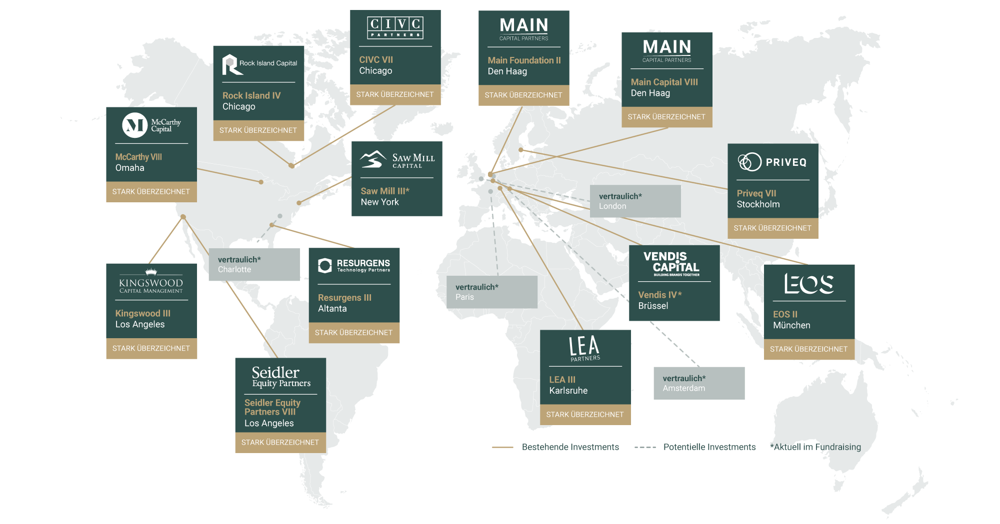 CIVC
PARTNERS
CIVC VII
Chicago
STARK ÜBERZEICHNET
MAIN
CAPITAL PARTNERS
Main Foundation II
Den Haag
STARK ÜBERZEICHNET
MAIN
CAPITAL PARTNERS
Main Capital VIII
Den Haag
STARK ÜBERZEICHNET
Rock Island Capital
Rock Island IV
Chicago
STARK ÜBERZEICHNET
M
McCarthy
Capital
McCarthy VIII
Omaha
STARK ÜBERZEICHNET
SAW MILL
CAPITAL
Saw Mill III*
New York
PRIVEQ
Priveq VII
Stockholm
STARK ÜBERZEICHNET
vertraulich*
London
vertraulich*
Charlotte
RESURGENS
Technology Partners
Resurgens III
Altanta
STARK ÜBERZEICHNET
KINGSWOOD
CAPITAL MANAGEMENT
Kingswood III
Los Angeles
STARK ÜBERZEICHNET
vertraulich*
Paris
VENDIS
CAPITAL
BUILDING BRANDS TOGETHER
Vendis IV*
Brüssel
EOS
EOS II
München
STARK ÜBERZEICHNET
Seidler
Equity Partners
Seidler Equity
Partners VIII
Los Angeles
STARK ÜBERZEICHNET
LEA
PARTNERS
LEA III
Karlsruhe
STARK ÜBERZEICHNET
vertraulich*
Amsterdam
Bestehende Investments
Potentielle Investments
*Aktuell im Fundraising